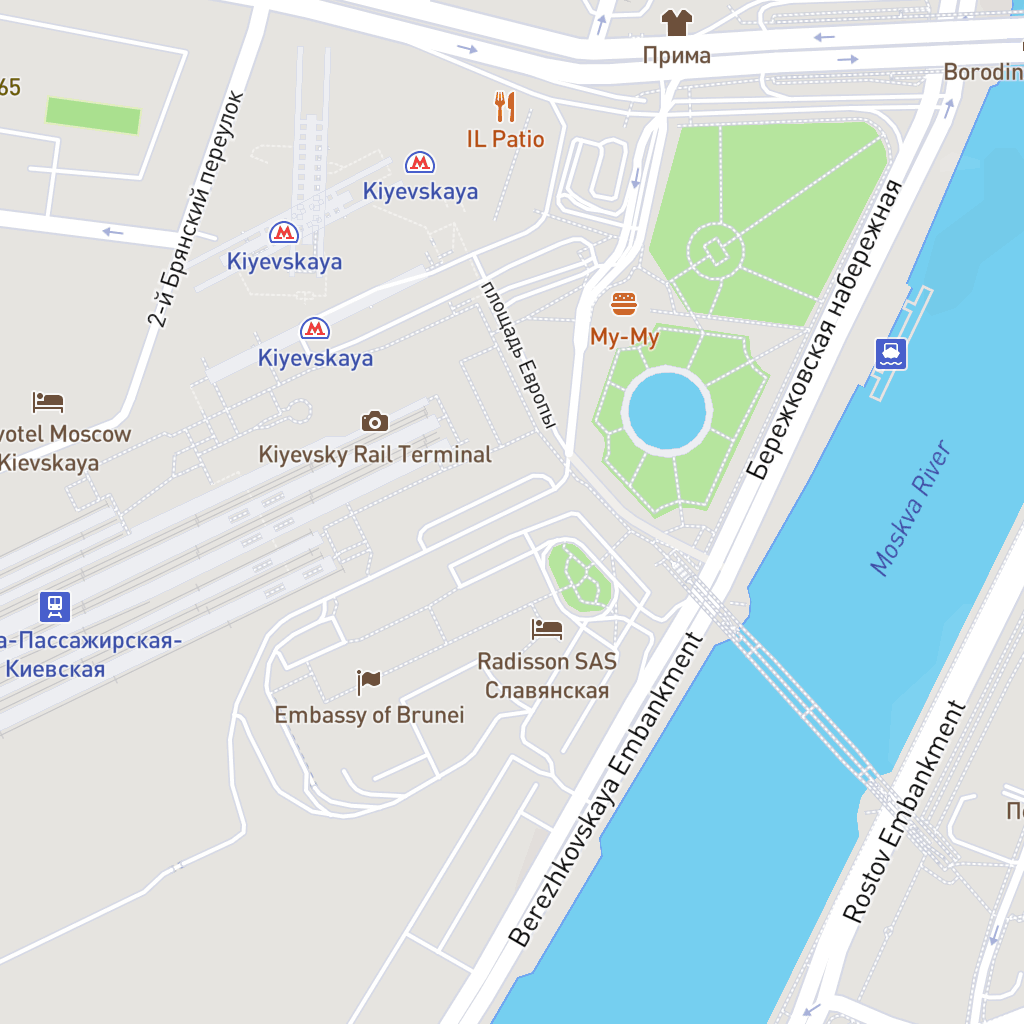 Прима
Borodin
65
IL Patio
2-й Брянский переулок
Kiyevskaya
Kiyevskaya
Бережковская набережная
площадь Европы
My-My
Kiyevskaya
votel Moscow
Kievskaya
Kiyevsky Rail Terminal
Moskva River
а-Пассажирская-
Киевская
Radisson SAS
Славянская
Embassy of Brunei
Berezhkovskaya Embankment
Rostov Embankment
По